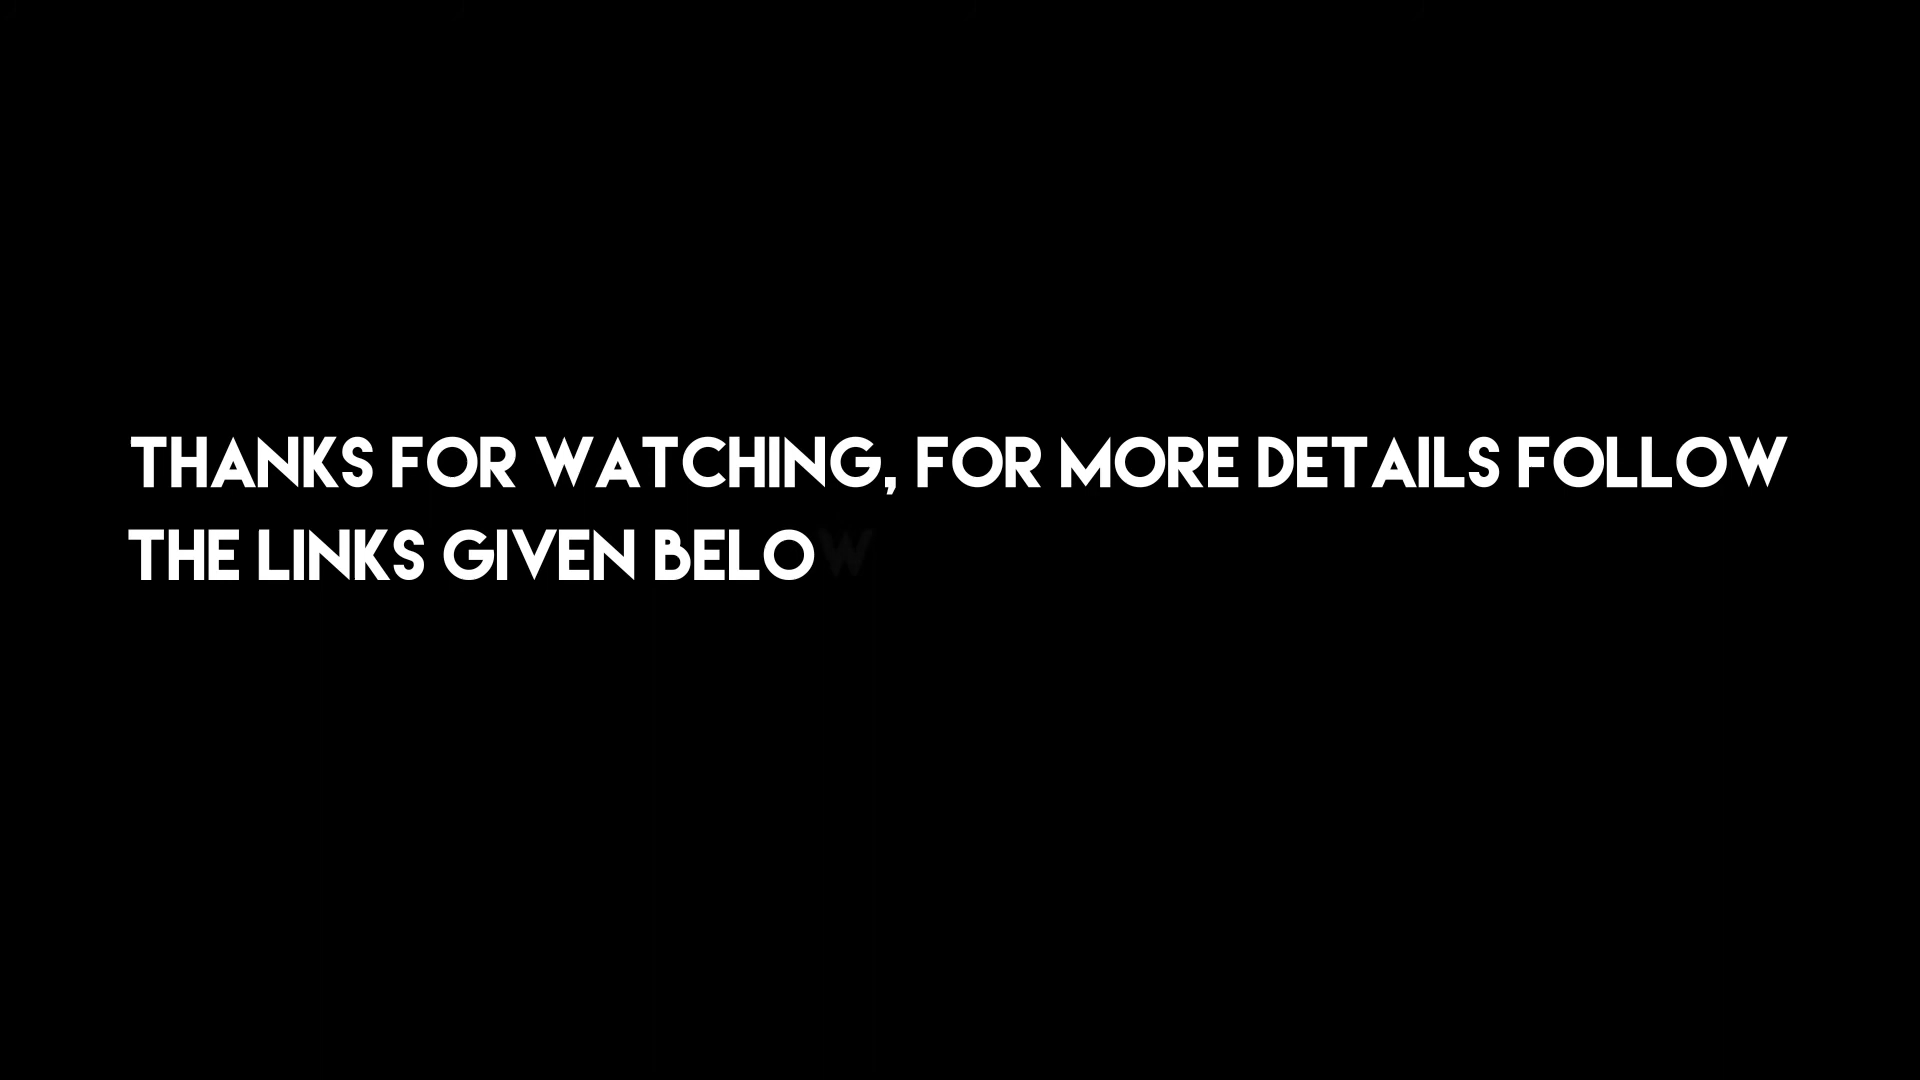 THANKS FOR WATCHING, FOR MORE DETAILS FOLLOW
THE LINKS GIVEN BELOW